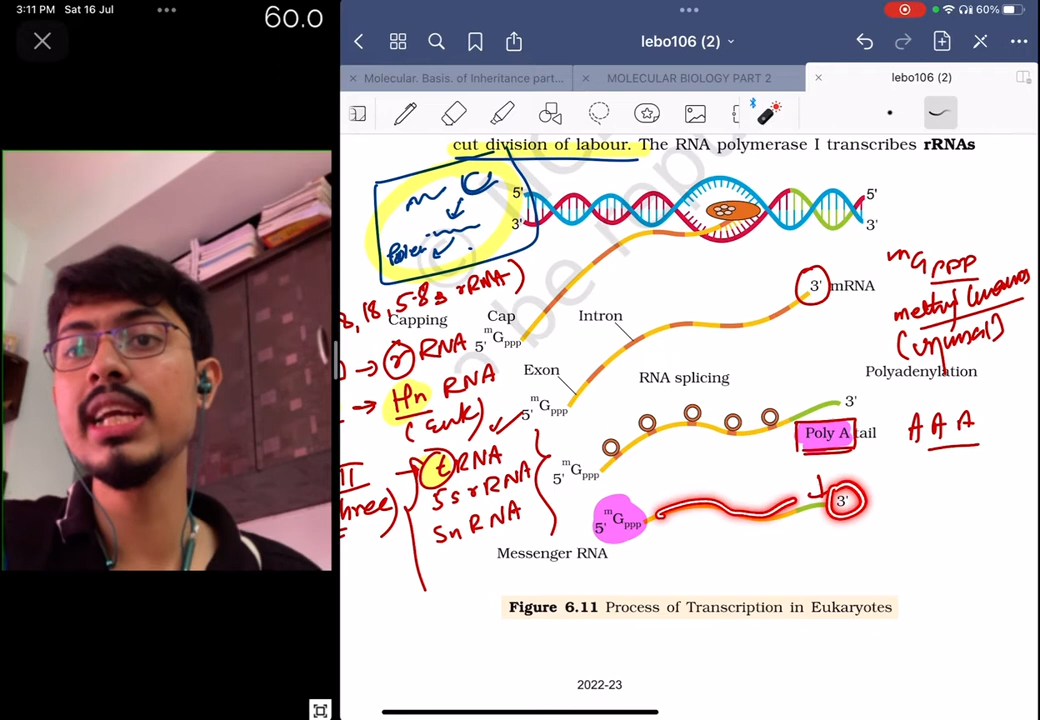 3:11 PM Sat 16 Jul
60.0
60%
lebo106 (2)
Molecular. Basis. of Inheritance part...
MOLECULAR BIOLOGY PART 2
lebo106 (2)
cut division of labour. The RNA polymerase I transcribes rRNAs
5'
5'
3'
3'
8, 18, 5.8s rRNA)
Capping
Cap
5' mGppp
Intron
3' mRNA
mGppp
methyl
r RNA
Exon
RNA splicing
Polyadenylation
Hn RNA
(Euk)
5' mGppp
3'
Poly A tail
A A A
t RNA
5s rRNA
Sn RNA
5' mGppp
3'
5' mGppp
Messenger RNA
Figure 6.11 Process of Transcription in Eukaryotes
2022-23